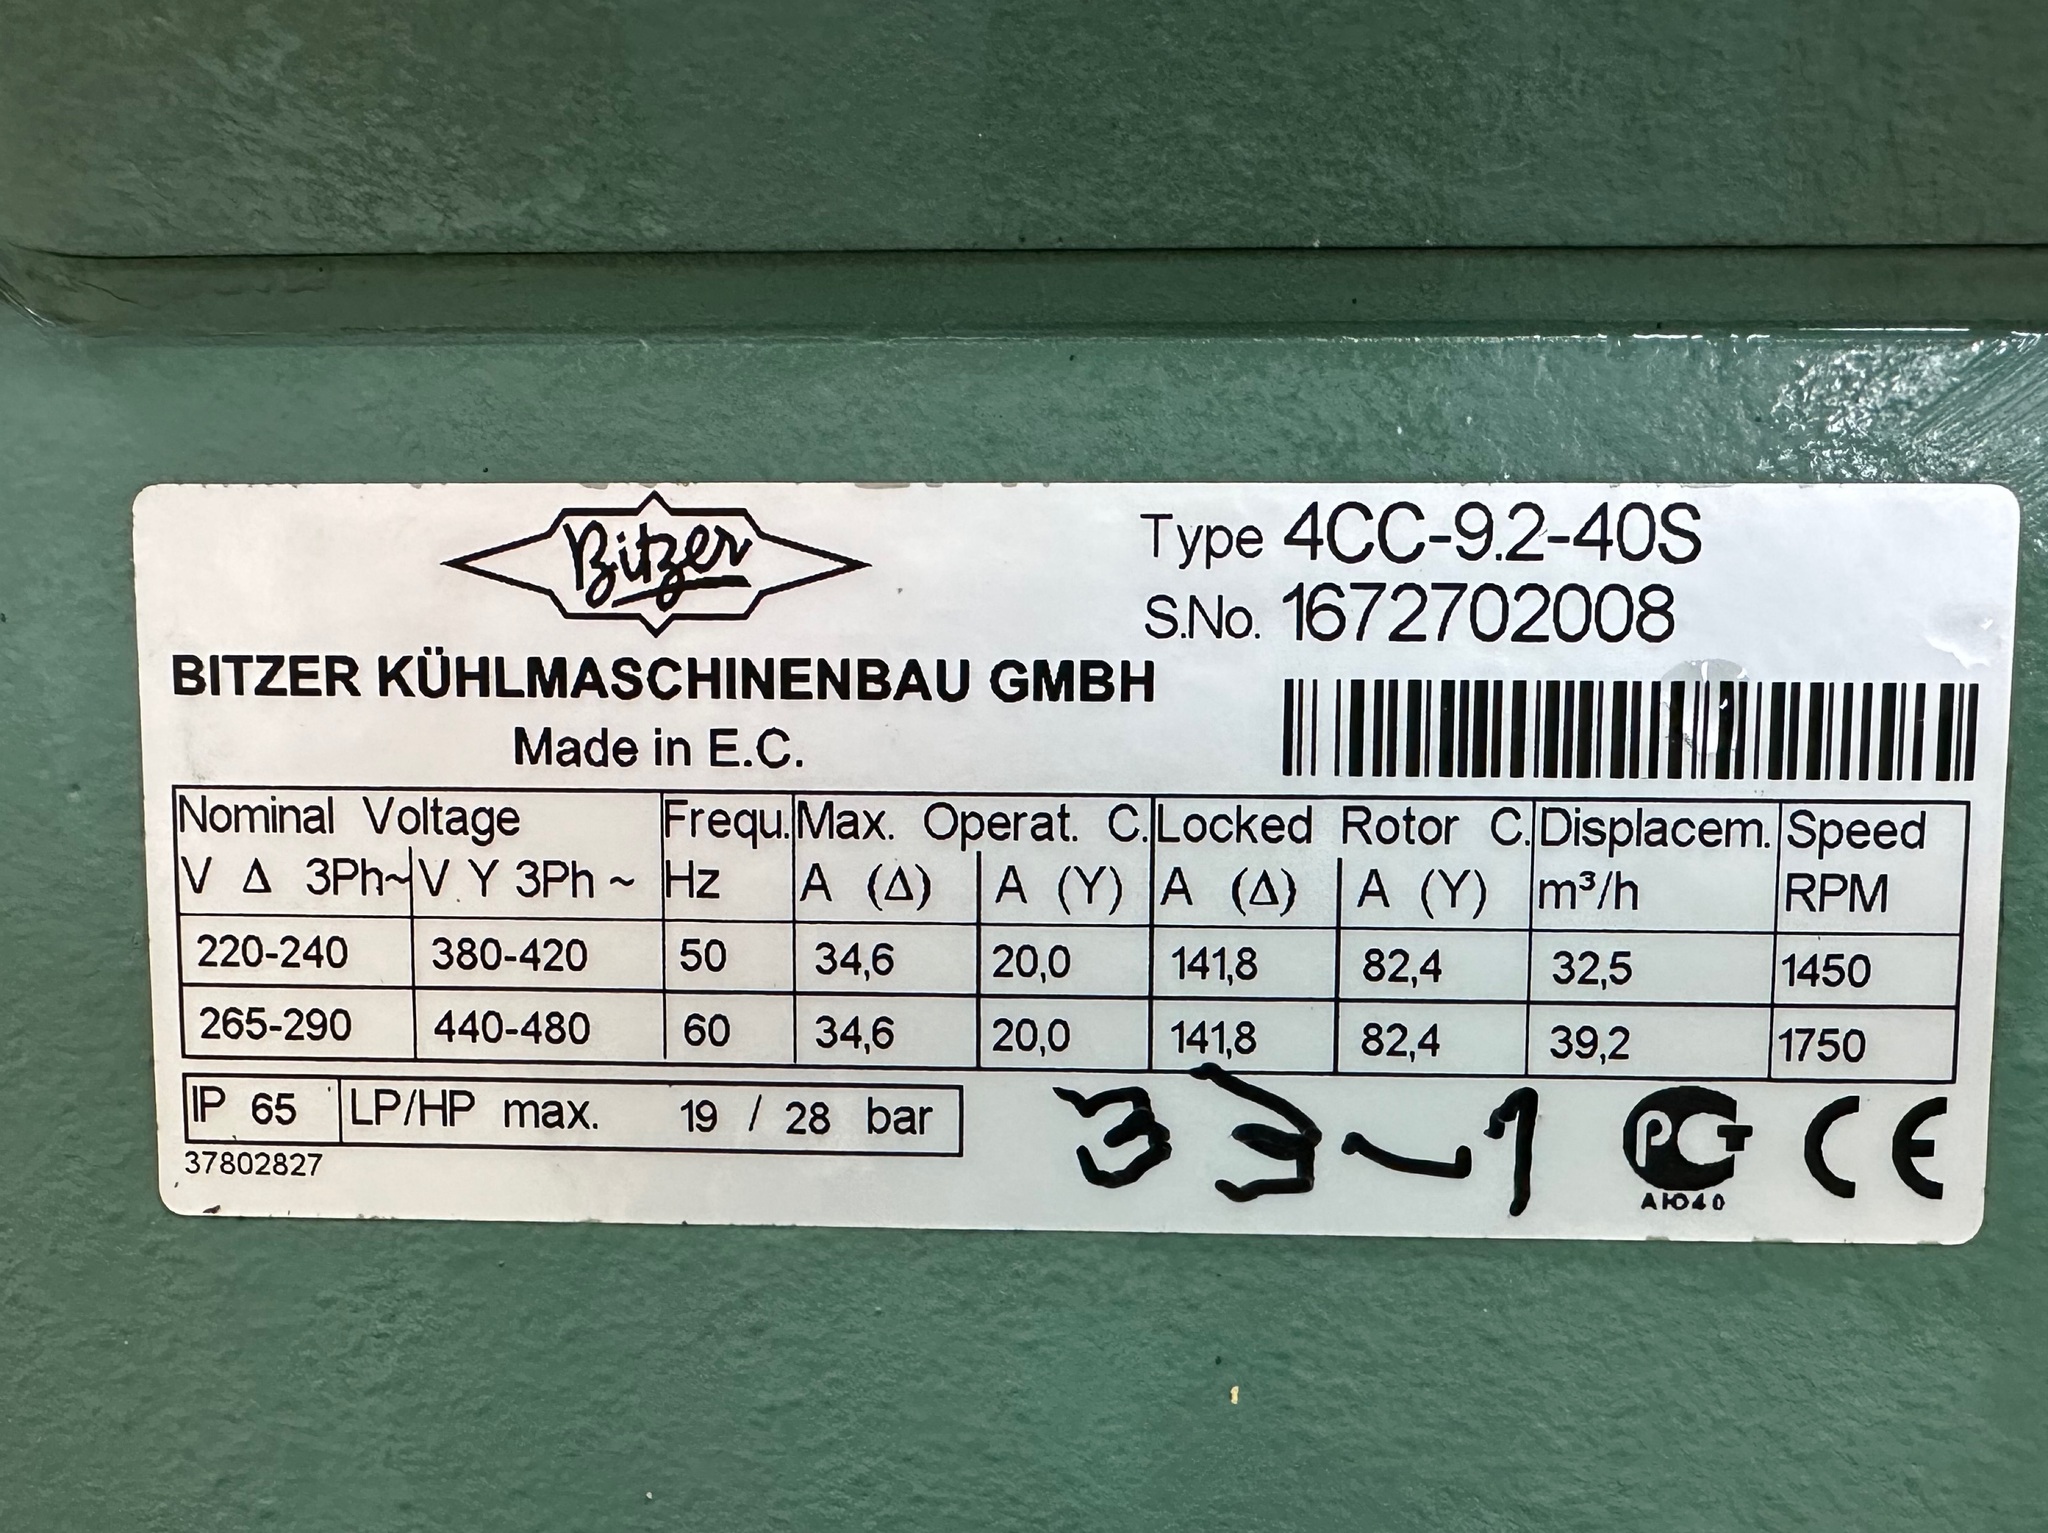 Bitzer
Type 4CC-9.2-40S
S.No. 1672702008
BITZER KÜHLMASCHINENBAU GMBH
Made in E.C.
Nominal Voltage Frequ. Max. Operat. C. Locked Rotor C. Displacem. Speed
V Δ 3Ph~ V Y 3Ph ~ Hz A (Δ) A (Y) A (Δ) A (Y) m³/h RPM
220-240 380-420 50 34,6 20,0 141,8 82,4 32,5 1450
265-290 440-480 60 34,6 20,0 141,8 82,4 39,2 1750
IP 65 LP/HP max. 19 / 28 bar
37802827
33-1
РСТ
АЮ40
CE